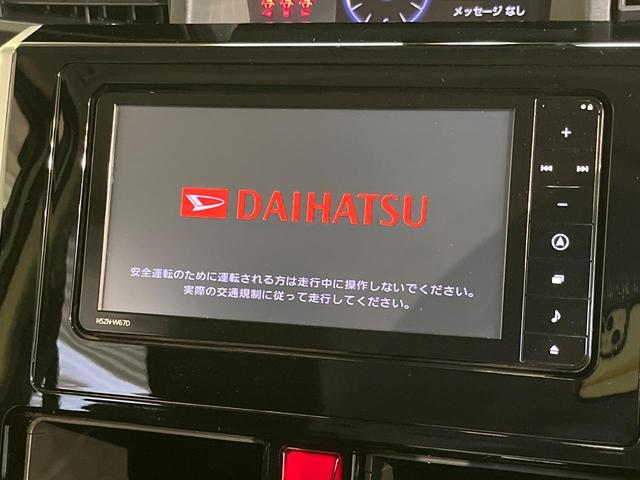 メッセージ なし
DAIHATSU
安全運転のために運転される方は走行中に操作しないでください。
実際の交通規制に従って走行してください。
NSZN-W67D